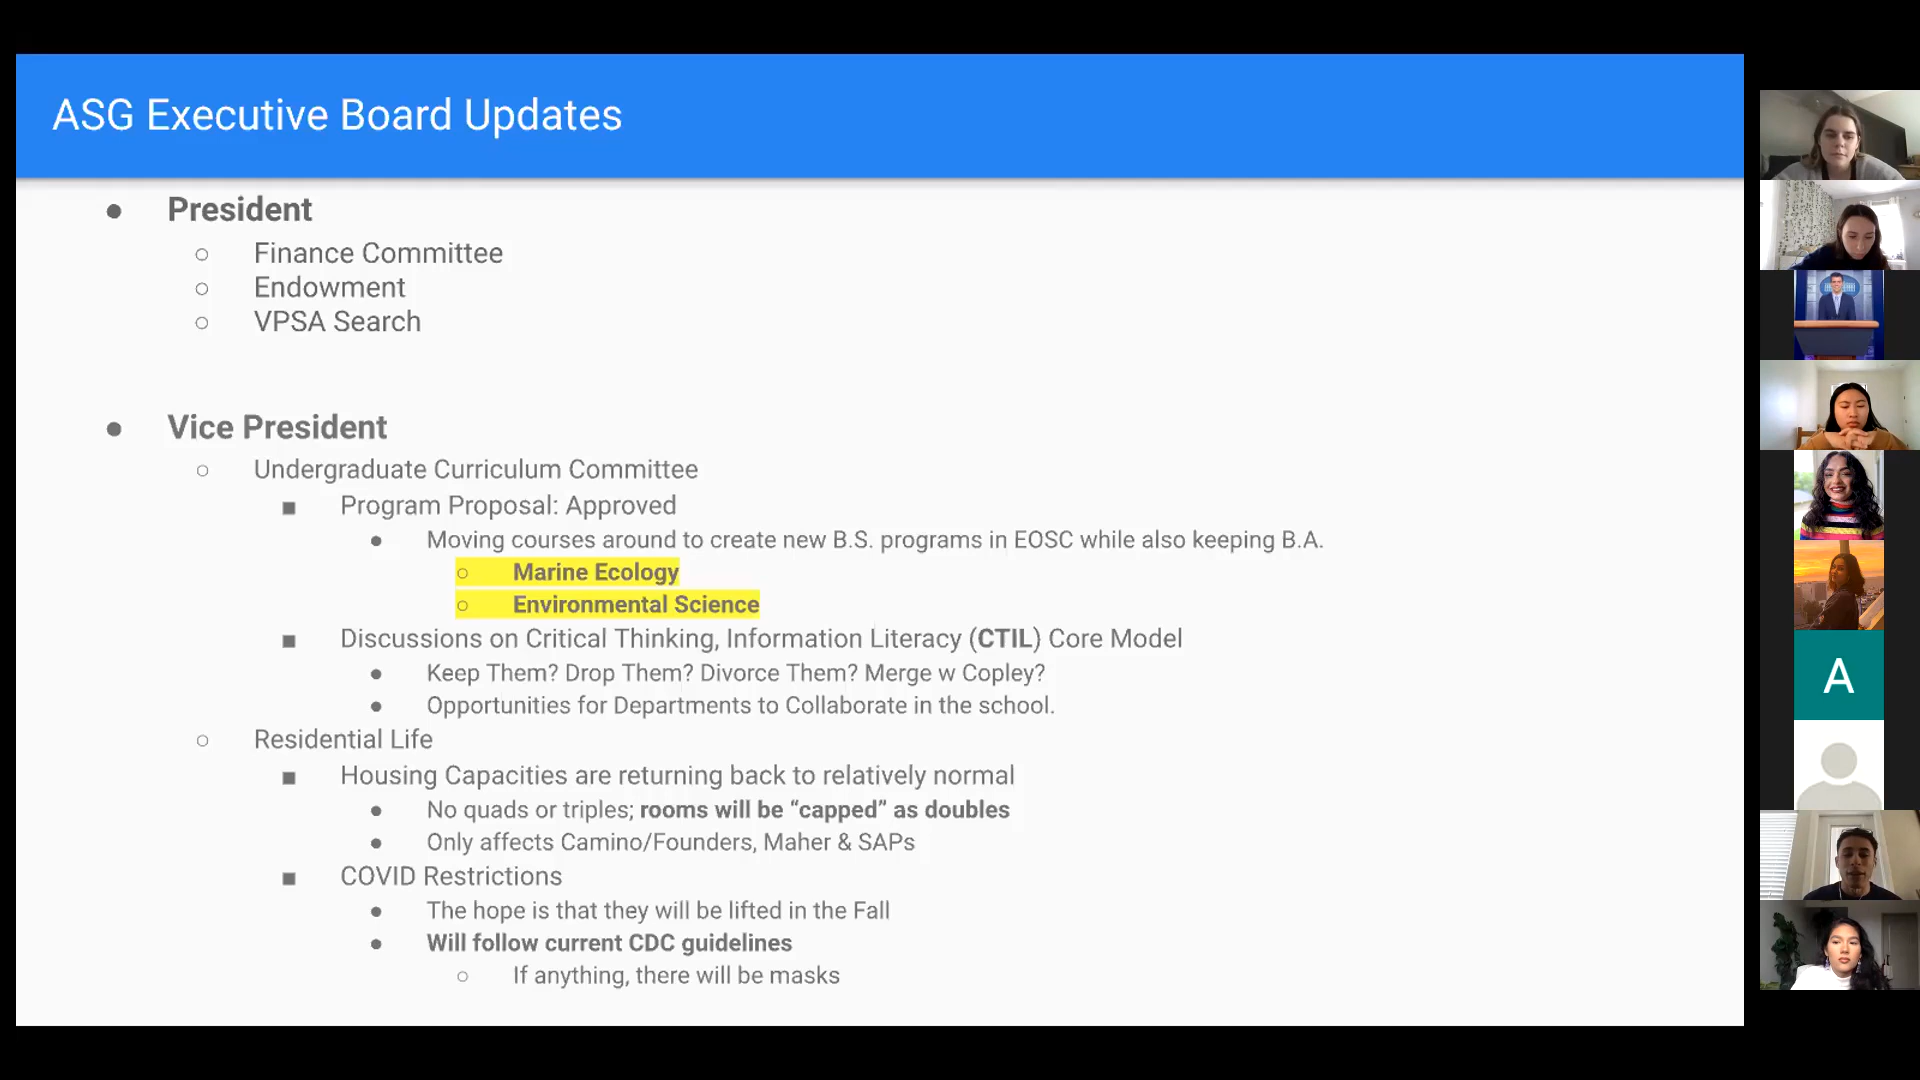 ASG Executive Board Updates
● President
○ Finance Committee
○ Endowment
○ VPSA Search
● Vice President
○ Undergraduate Curriculum Committee
■ Program Proposal: Approved
● Moving courses around to create new B.S. programs in EOSC while also keeping B.A.
○ Marine Ecology
○ Environmental Science
■ Discussions on Critical Thinking, Information Literacy (CTIL) Core Model
● Keep Them? Drop Them? Divorce Them? Merge w Copley?
● Opportunities for Departments to Collaborate in the school.
○ Residential Life
■ Housing Capacities are returning back to relatively normal
● No quads or triples; rooms will be “capped” as doubles
● Only affects Camino/Founders, Maher & SAPs
■ COVID Restrictions
● The hope is that they will be lifted in the Fall
● Will follow current CDC guidelines
○ If anything, there will be masks
A